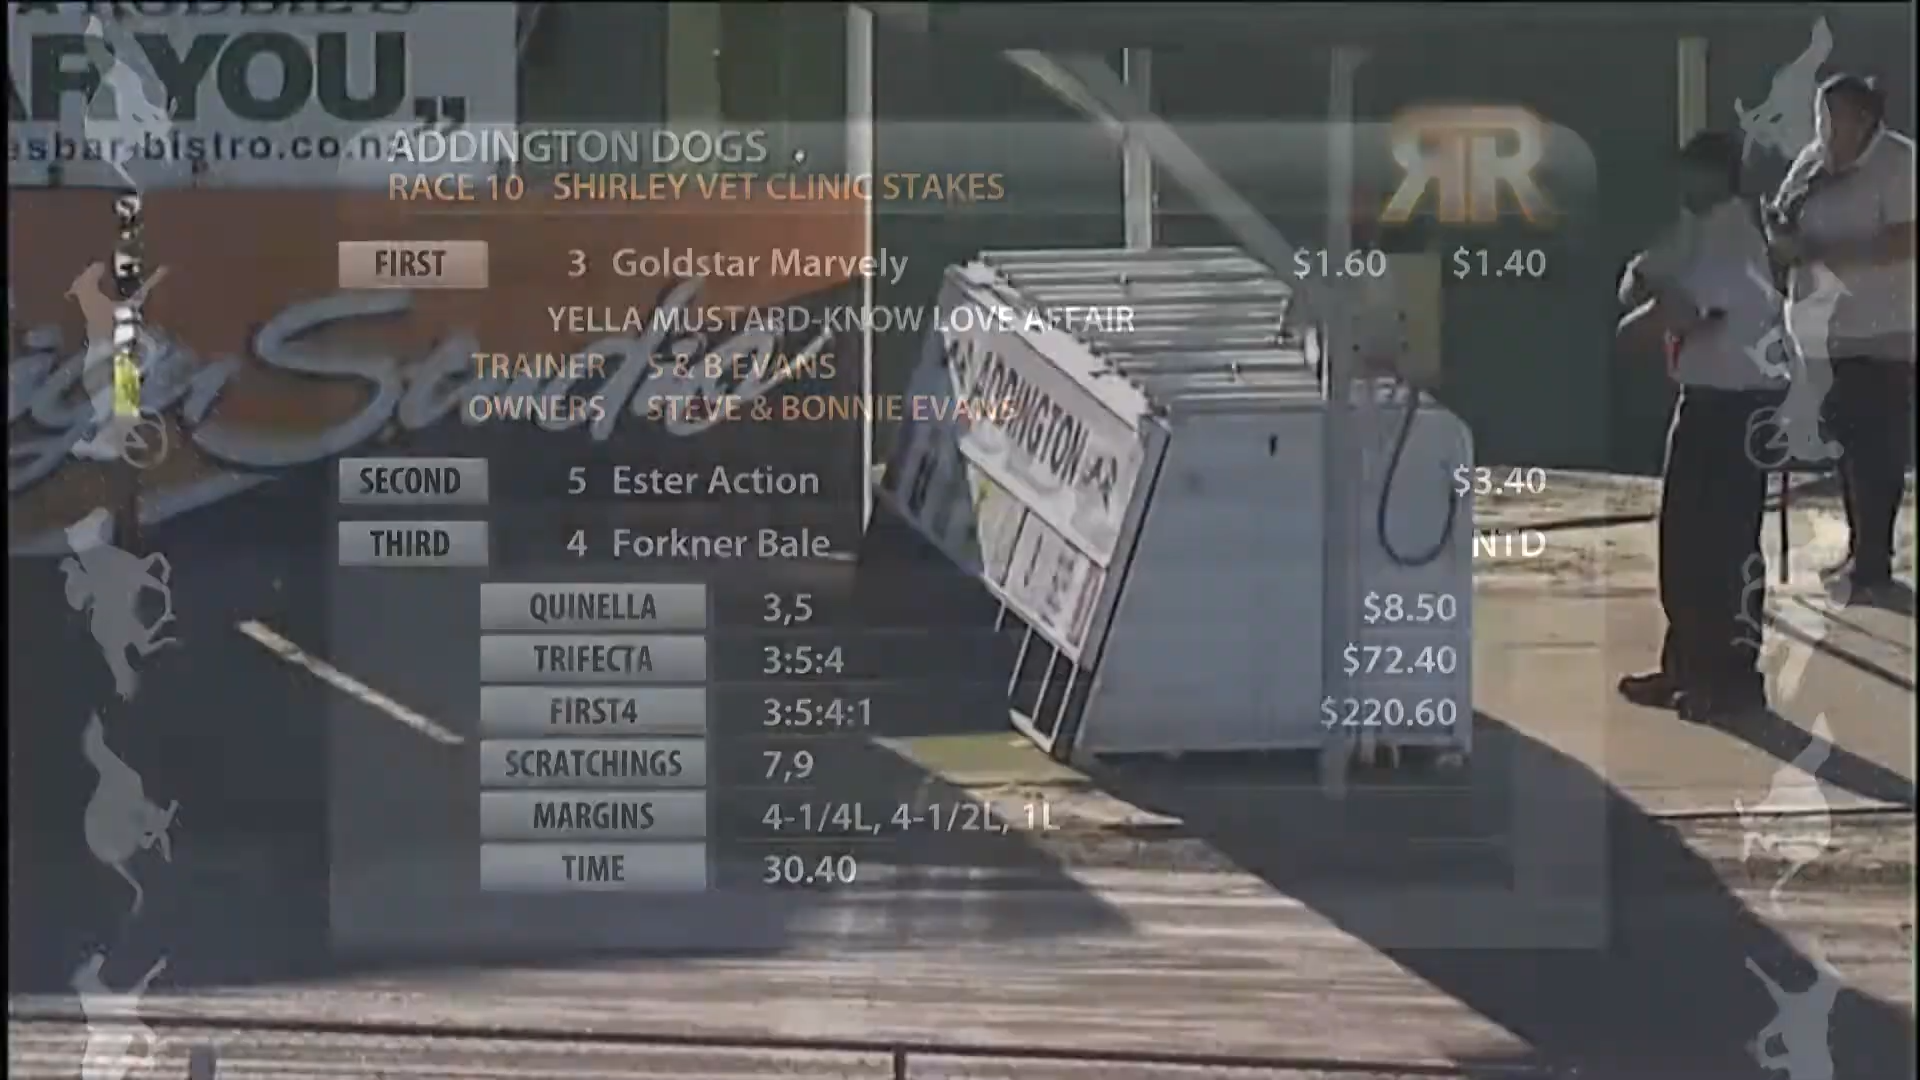 YOU„
bar-bistro.co.nz
ADDINGTON DOGS
RACE 10 SHIRLEY VET CLINIC STAKES
FIRST 3 Goldstar Marvely $1.60 $1.40
YELLA MUSTARD-KNOW LOVE AFFAIR
TRAINER S & B EVANS
OWNERS STEVE & BONNIE EVANS
ADDINGTON
SECOND 5 Ester Action $3.40
THIRD 4 Forkner Bale NTD
QUINELLA 3,5 $8.50
TRIFECTA 3:5:4 $72.40
FIRST4 3:5:4:1 $220.60
SCRATCHINGS 7,9
MARGINS 4-1/4L, 4-1/2L, 1L
TIME 30.40